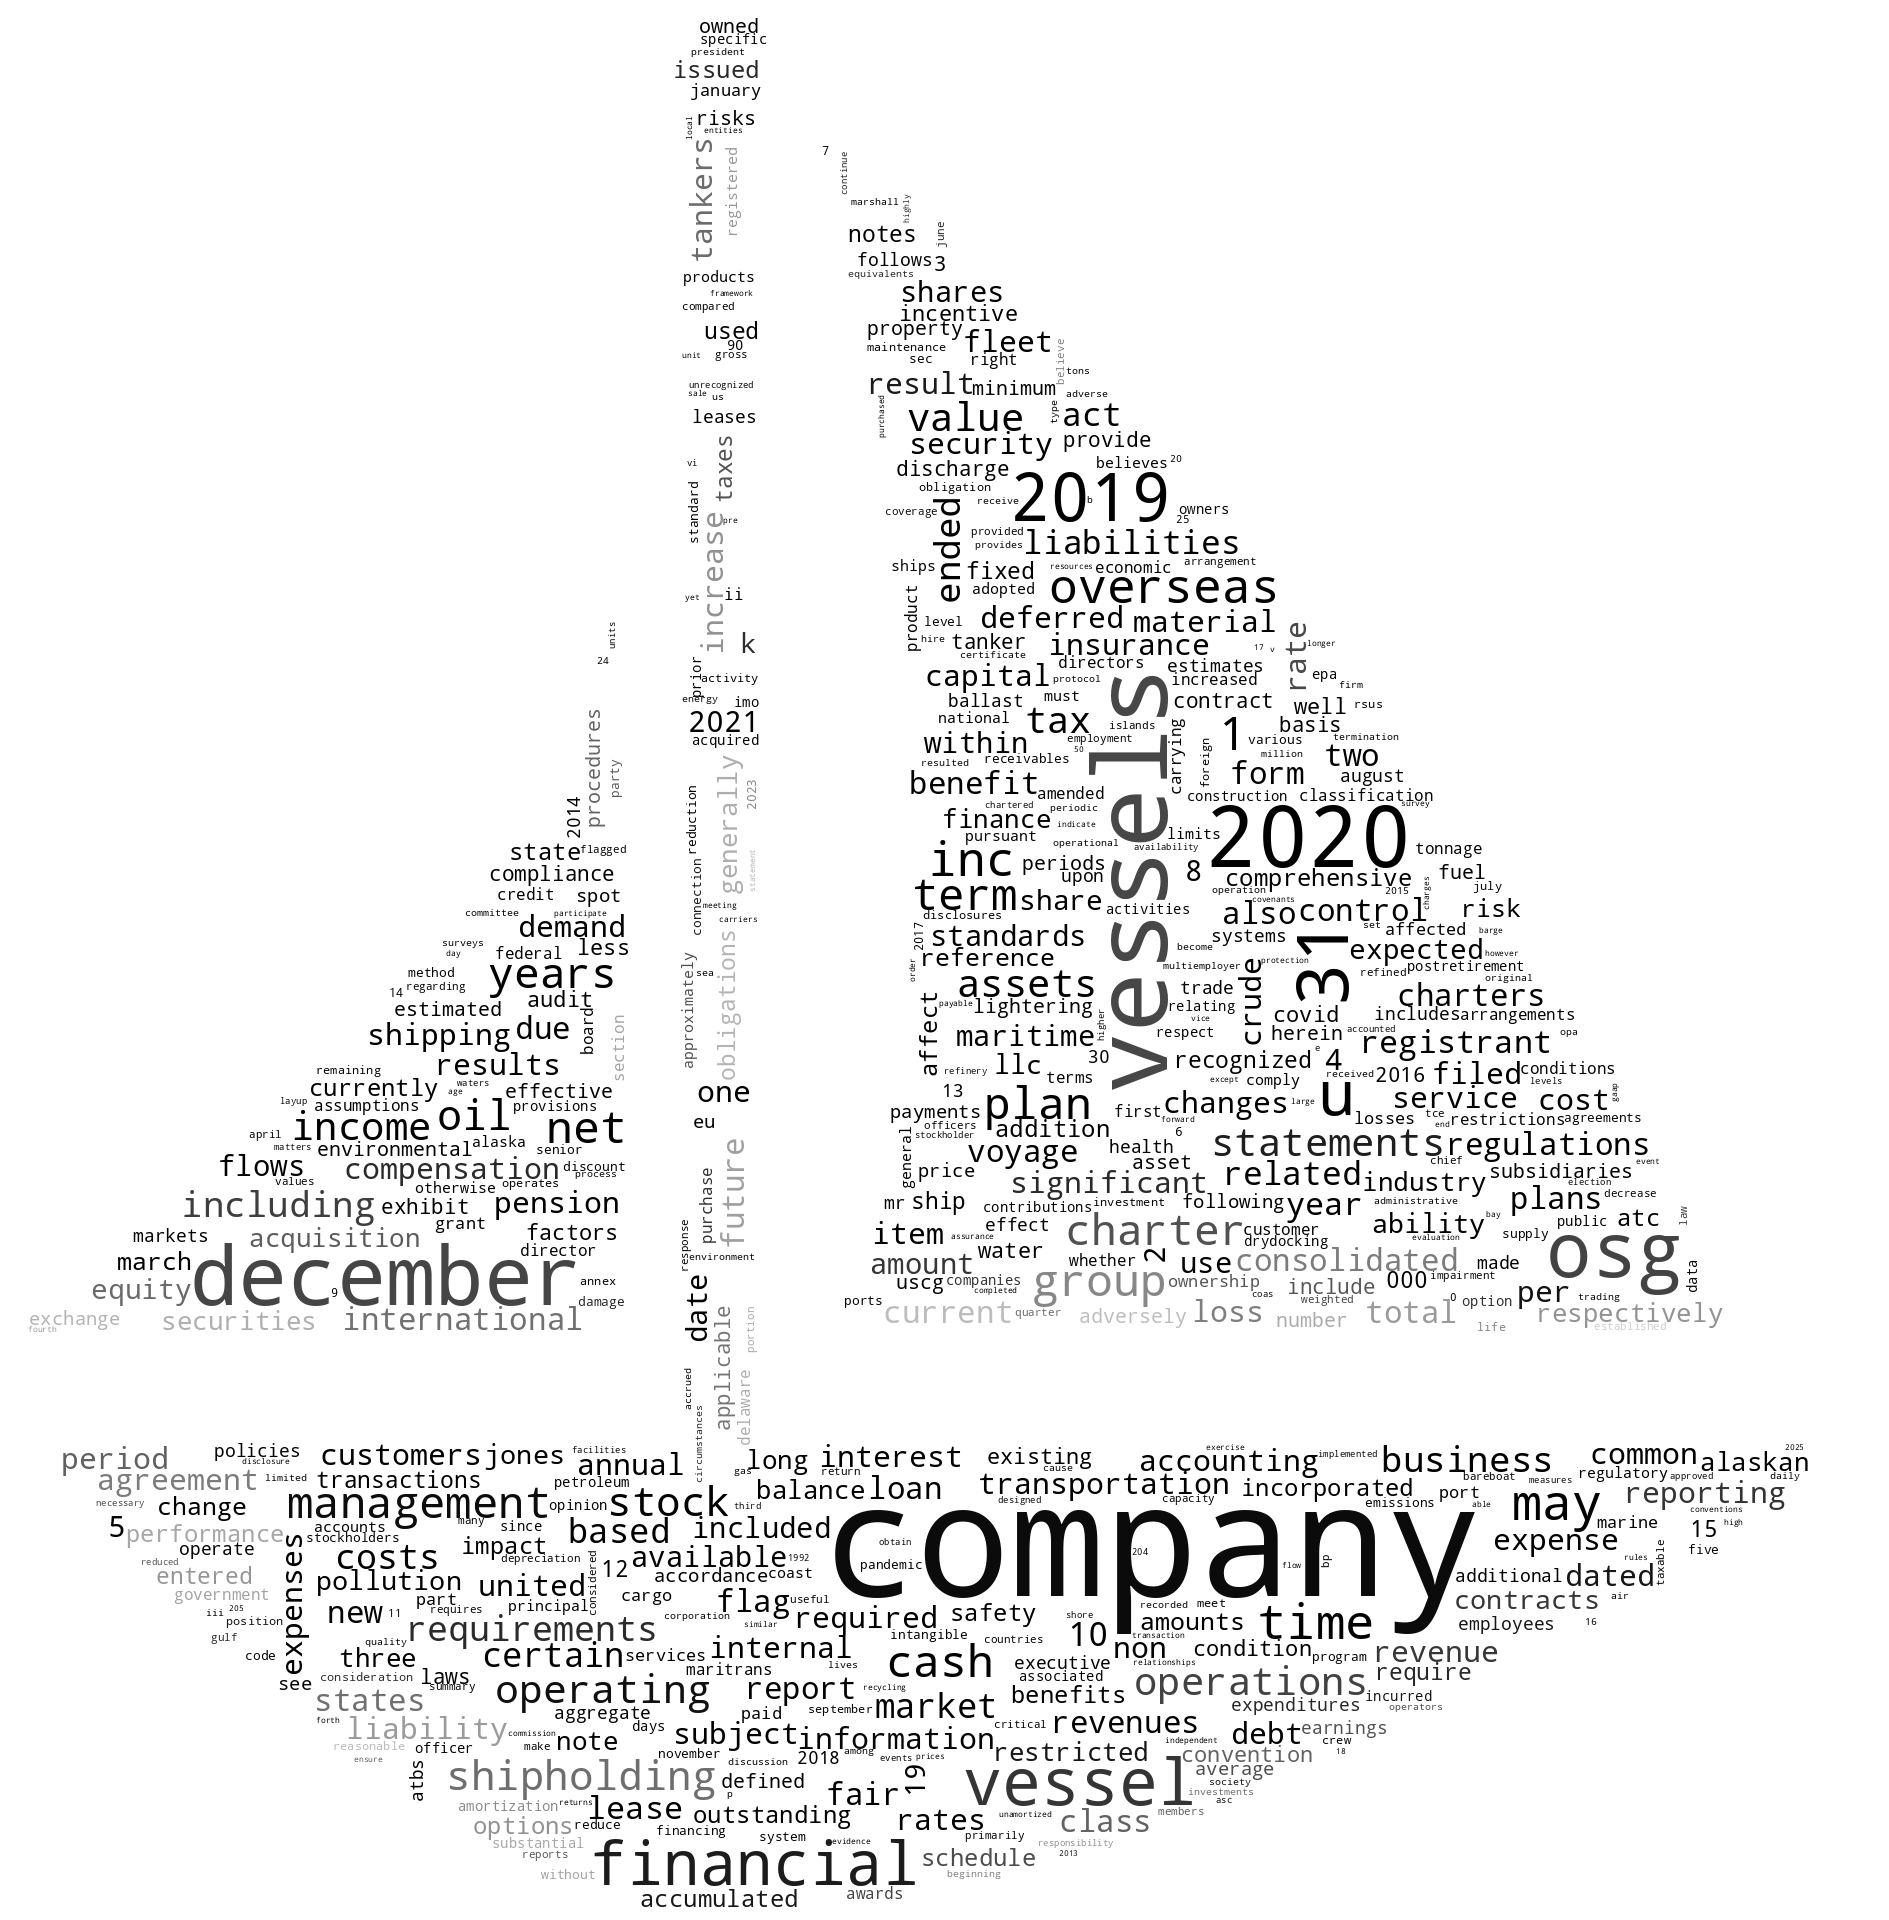 owned
specific
president
issued
january
risks
local
entities
tankers
registered
7
continue
marshall
highly
notes
june
follows 3
equivalents
products
framework
compared
shares
incentive
used
property
fleet
90
maintenance
unit gross
sec right
believe
tons
unrecognized
result minimum
sale us
adverse
purchased
leases
value
type
act
taxes
security provide
vi
discharge
believes 20
standard
obligation
2019
receive b
increase
pre
coverage
ended
owners
25
provided
provides
liabilities
ships
fixed
resources economic arrangement
yet ii
adopted
overseas
product
level
deferred material
units
k
hire tanker insurance
17 v
rate
longer
24
prior
certificate directors estimates
activity
capital protocol increased
epa
firm
energy imo
ballast must contract
well rsus
2021
national tax islands
basis
procedures
acquired
within employment
carrying
1 various termination
resulted receivables 50
foreign
million two
party
generally
2023
benefit
vessels
form august
2014
reduction
amended
construction classification
chartered periodic
survey
finance indicate
2020
pursuant
limits
state flagged
operational availability
tonnage
statement
inc periods
compliance
upon 8 comprehensive fuel
credit spot
operation 2015 july
term share
covenants
charges
connection
meeting
committee participate
disclosures activities
also control risk
carriers
demand
2017
standards
systems
set affected barge
surveys less
become
31
expected however
day federal
reference
obligations
approximately
sea
years
order
multiemployer protection
refined postretirement
method
assets trade
crude
original
14 regarding
audit
payable lightering relating
charters
estimated
affect
vice covid
includes arrangements
shipping due
board
section
maritime
higher
respect herein accounted
opa
results
llc 30 recognized e 4
registrant
remaining
refinery terms
except comply received 2016 filed conditions
currently waters effective
levels
age
one
13 plan
large
u
service cost
gaap
layup assumptions oil provisions
payments first changes
losses tce restrictions agreements
officers forward
end
april income net
eu
stockholder addition 6
statements regulations
matters environmental alaska
senior
general
voyage health
chief
event
flows compensation discount
future
price asset related industry subsidiaries
values process
election
otherwise operates
purchase
significant
plans decrease
including exhibit pension
mr ship contributions investment following year administrative
grant
bay
markets factors
item effect charter customer ability supply public atc
law
acquisition director
response
assurance
drydocking
evaluation
march
environment
amount water whether 2 use consolidated made osg
december annex
uscg companies
group ownership include 000 impairment
data
equity 9
date
completed
coas
damage
ports
weighted
0 option per trading
exchange securities international
applicable
portion
current quarter adversely loss number total respectively
fourth
life established
accrued
delaware
circumstances
period policies customers jones facilities
long interest existing
exercise
accounting implemented business common 2025
disclosure
annual
gas return cause
alaskan
agreement limited transactions petroleum
balance loan transportation incorporated bareboat measures regulatory approved daily
necessary change management opinion stock third
designed
capacity
emissions port able may reporting
conventions
5 performance accounts many since based included
company
marine 15 high
stockholders
operate
expenses
impact
obtain
204
expense
five
reduced
costs
depreciation
considered
12 available 1992
pandemic
flow
bp
rules
taxable
entered
pollution united
accordance coast
additional dated
government
part
cargo
useful
recorded meet
contracts air
iii 205 position
new 11 requires principal
corporation flag required safety shore
amounts time
employees 16
gulf
requirements
similar
intangible countries 10 transaction
code
quality
three
certain services internal
non condition program revenue
consideration laws
maritrans lives cash executive
relationships
see
summary
associated
require
states
operating report recycling
benefits operations
forth
aggregate paid september market
expenditures incurred
operators
liability commission
days
subject information critical revenues debt earnings
reasonable officer make note
independent
crew
ensure
november
restricted convention 18
atbs
discussion 2018 among events prices
average
shipholding defined
fair 19
vessel society
p
investments
amortization returns lease
asc
options reduce
outstanding rates unamortized class members
substantial
financing system
primarily responsibility
reports
financial evidence
schedule 2013
without
beginning
accumulated awards